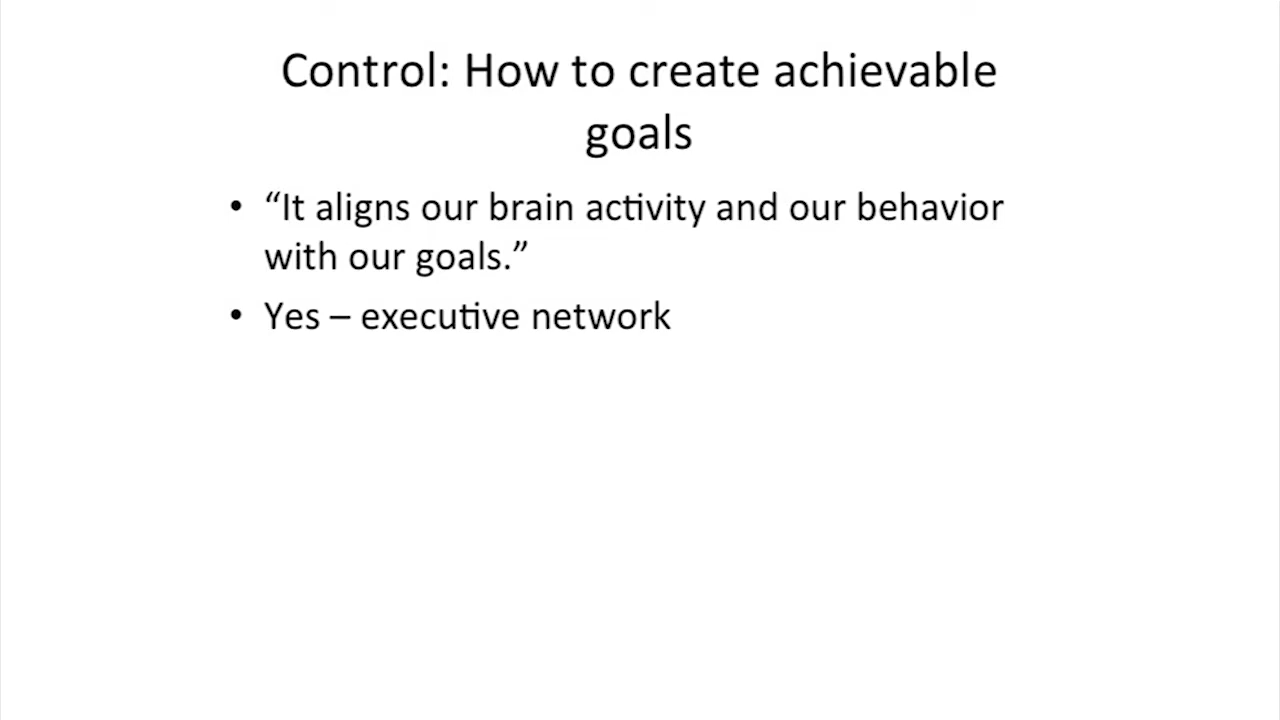 Control: How to create achievable
goals
• “It aligns our brain activity and our behavior
with our goals.”
• Yes – executive network